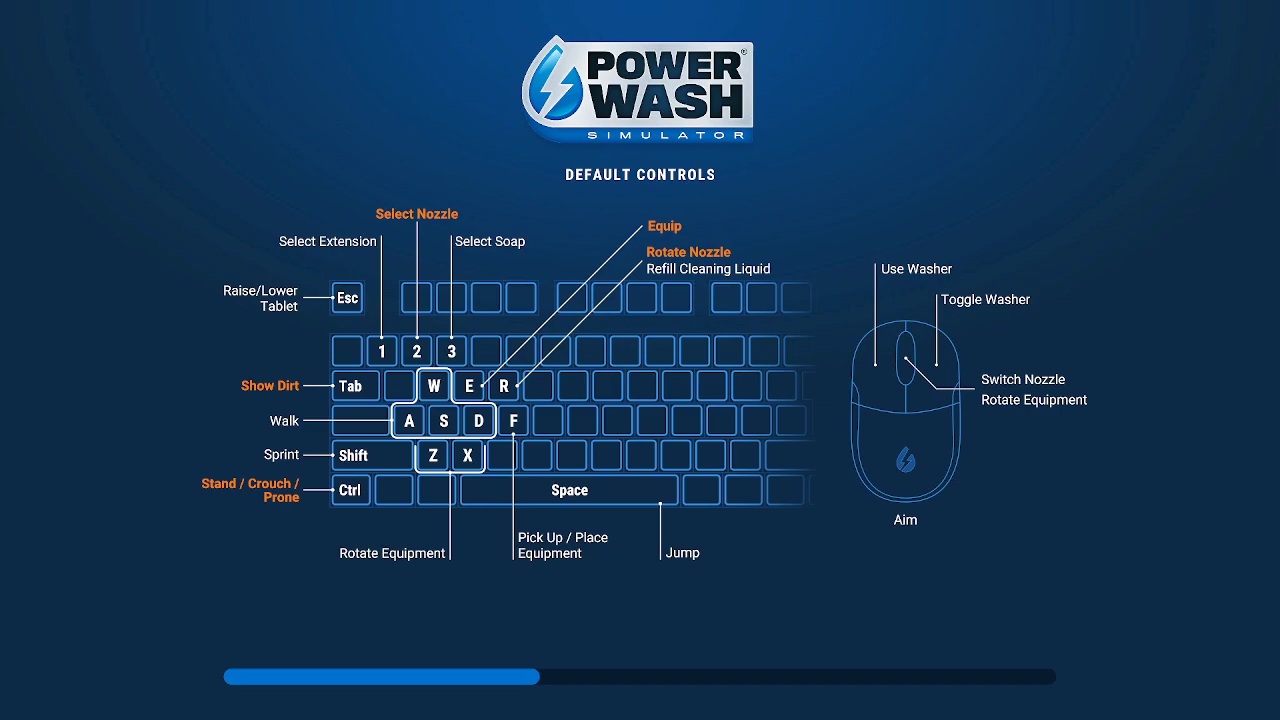 POWER®
WASH
SIMULATOR
DEFAULT CONTROLS
Select Nozzle
Select Extension
Select Soap
Equip
Rotate Nozzle
Refill Cleaning Liquid
Raise/Lower
Tablet
Esc
1 2 3
Show Dirt
Tab W E R
Walk
A S D F
Sprint
Shift Z X
Stand / Crouch /
Prone
Ctrl Space
Rotate Equipment
Pick Up / Place
Equipment
Jump
Use Washer
Toggle Washer
Switch Nozzle
Rotate Equipment
Aim